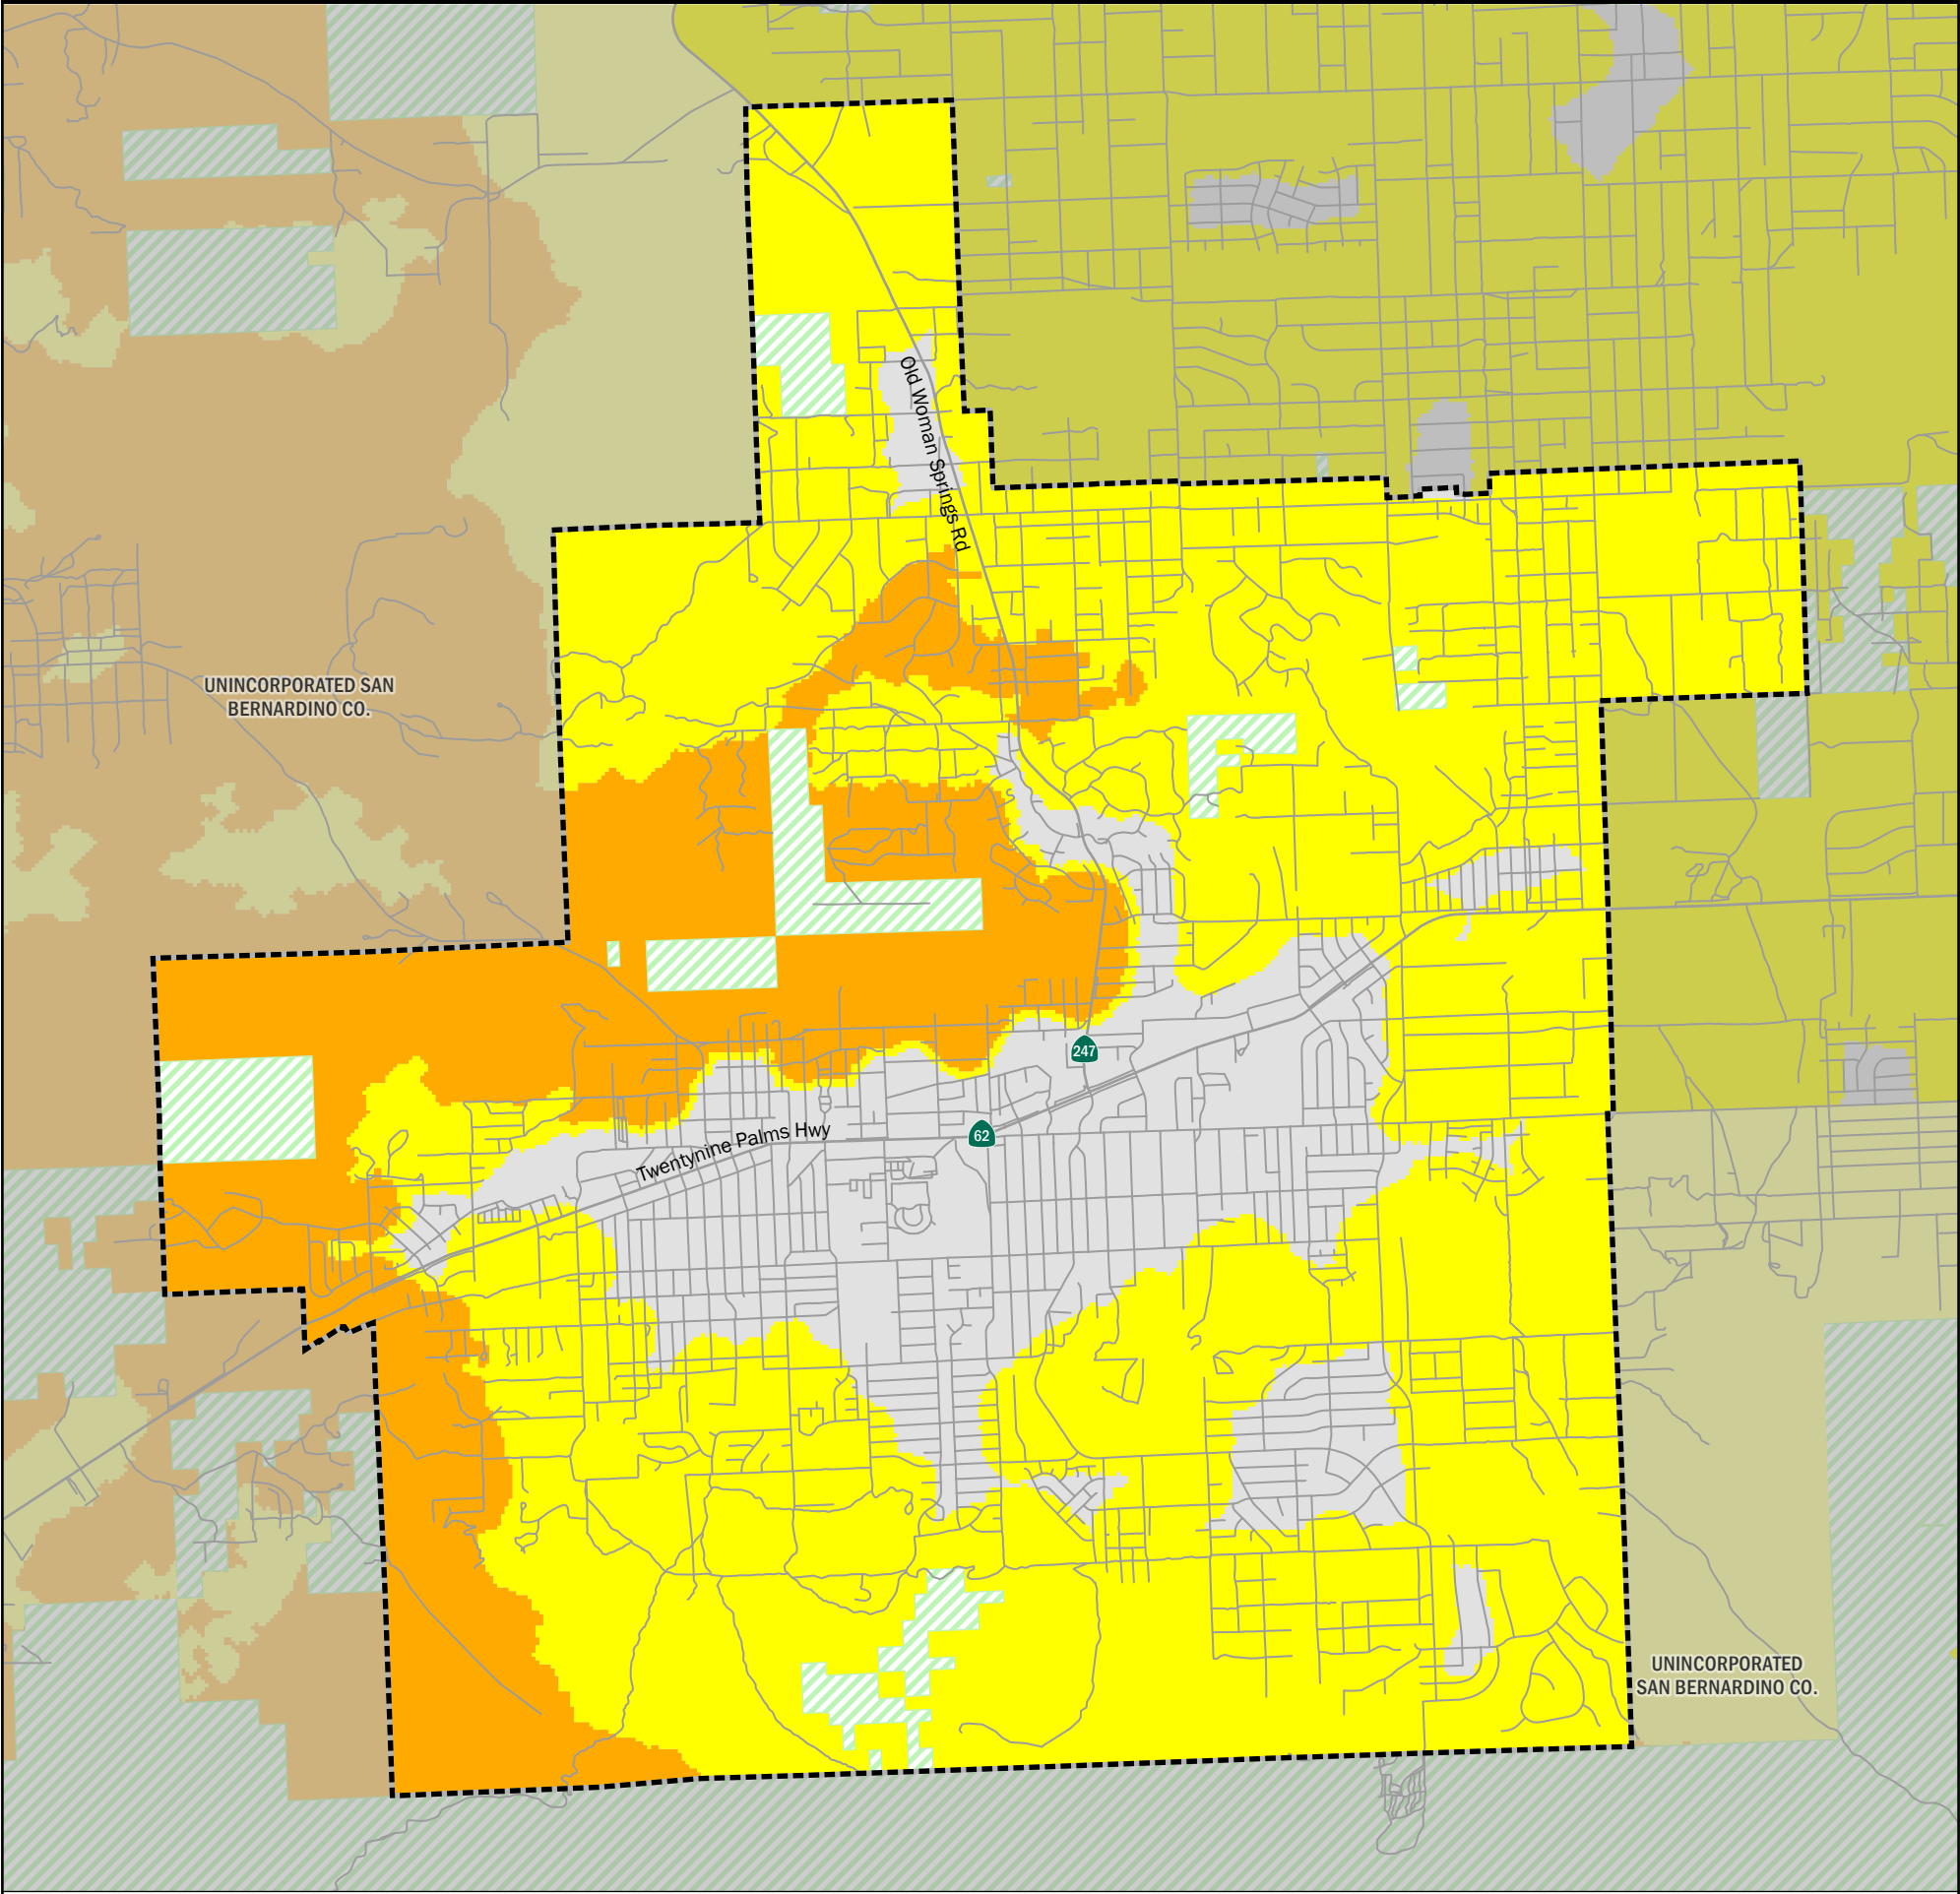 Old Woman Springs Rd
UNINCORPORATED SAN
BERNARDINO CO.
247
62
Twentynine Palms Hwy
UNINCORPORATED
SAN BERNARDINO CO.